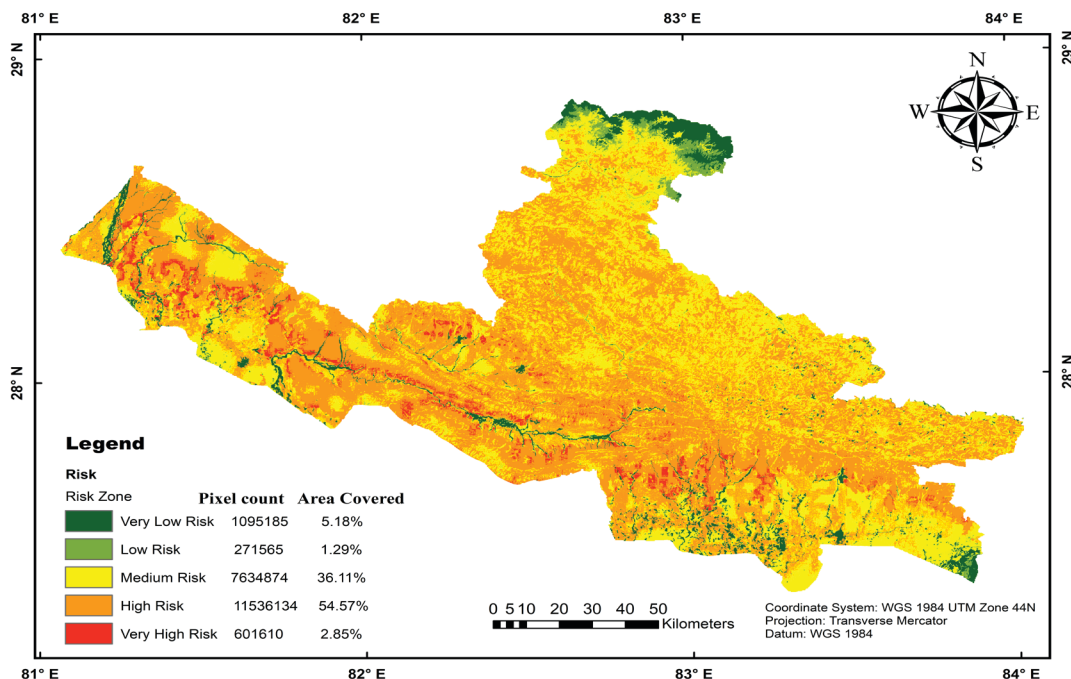 81° E 82° E 83° E 84° E
29° N 29° N
N
W E
S
28° N 28° N
Legend
Risk
Risk Zone Pixel count Area Covered
Very Low Risk 1095185 5.18%
Low Risk 271565 1.29%
Medium Risk 7634874 36.11%
High Risk 11536134 54.57%
Very High Risk 601610 2.85%
0 5 10 20 30 40 50
Kilometers
Coordinate System: WGS 1984 UTM Zone 44N
Projection: Transverse Mercator
Datum: WGS 1984
81° E 82° E 83° E 84° E